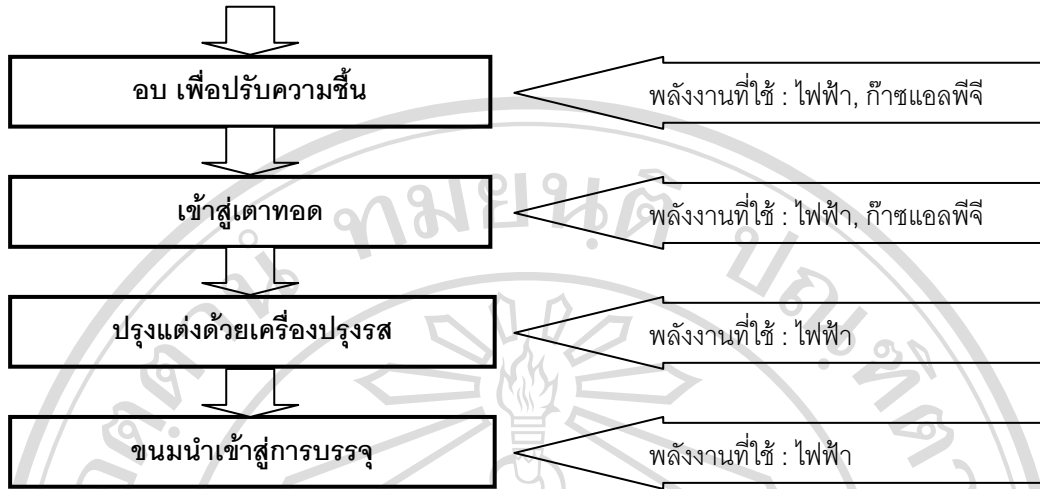 อบ เพื่อปรับความชื้น
พลังงานที่ใช้ : ไฟฟ้า, ก๊าซแอลพีจี
เข้าสู่เตาทอด
พลังงานที่ใช้ : ไฟฟ้า, ก๊าซแอลพีจี
ปรุงแต่งด้วยเครื่องปรุงรส
พลังงานที่ใช้ : ไฟฟ้า
ขนมนำเข้าสู่การบรรจุ
พลังงานที่ใช้ : ไฟฟ้า